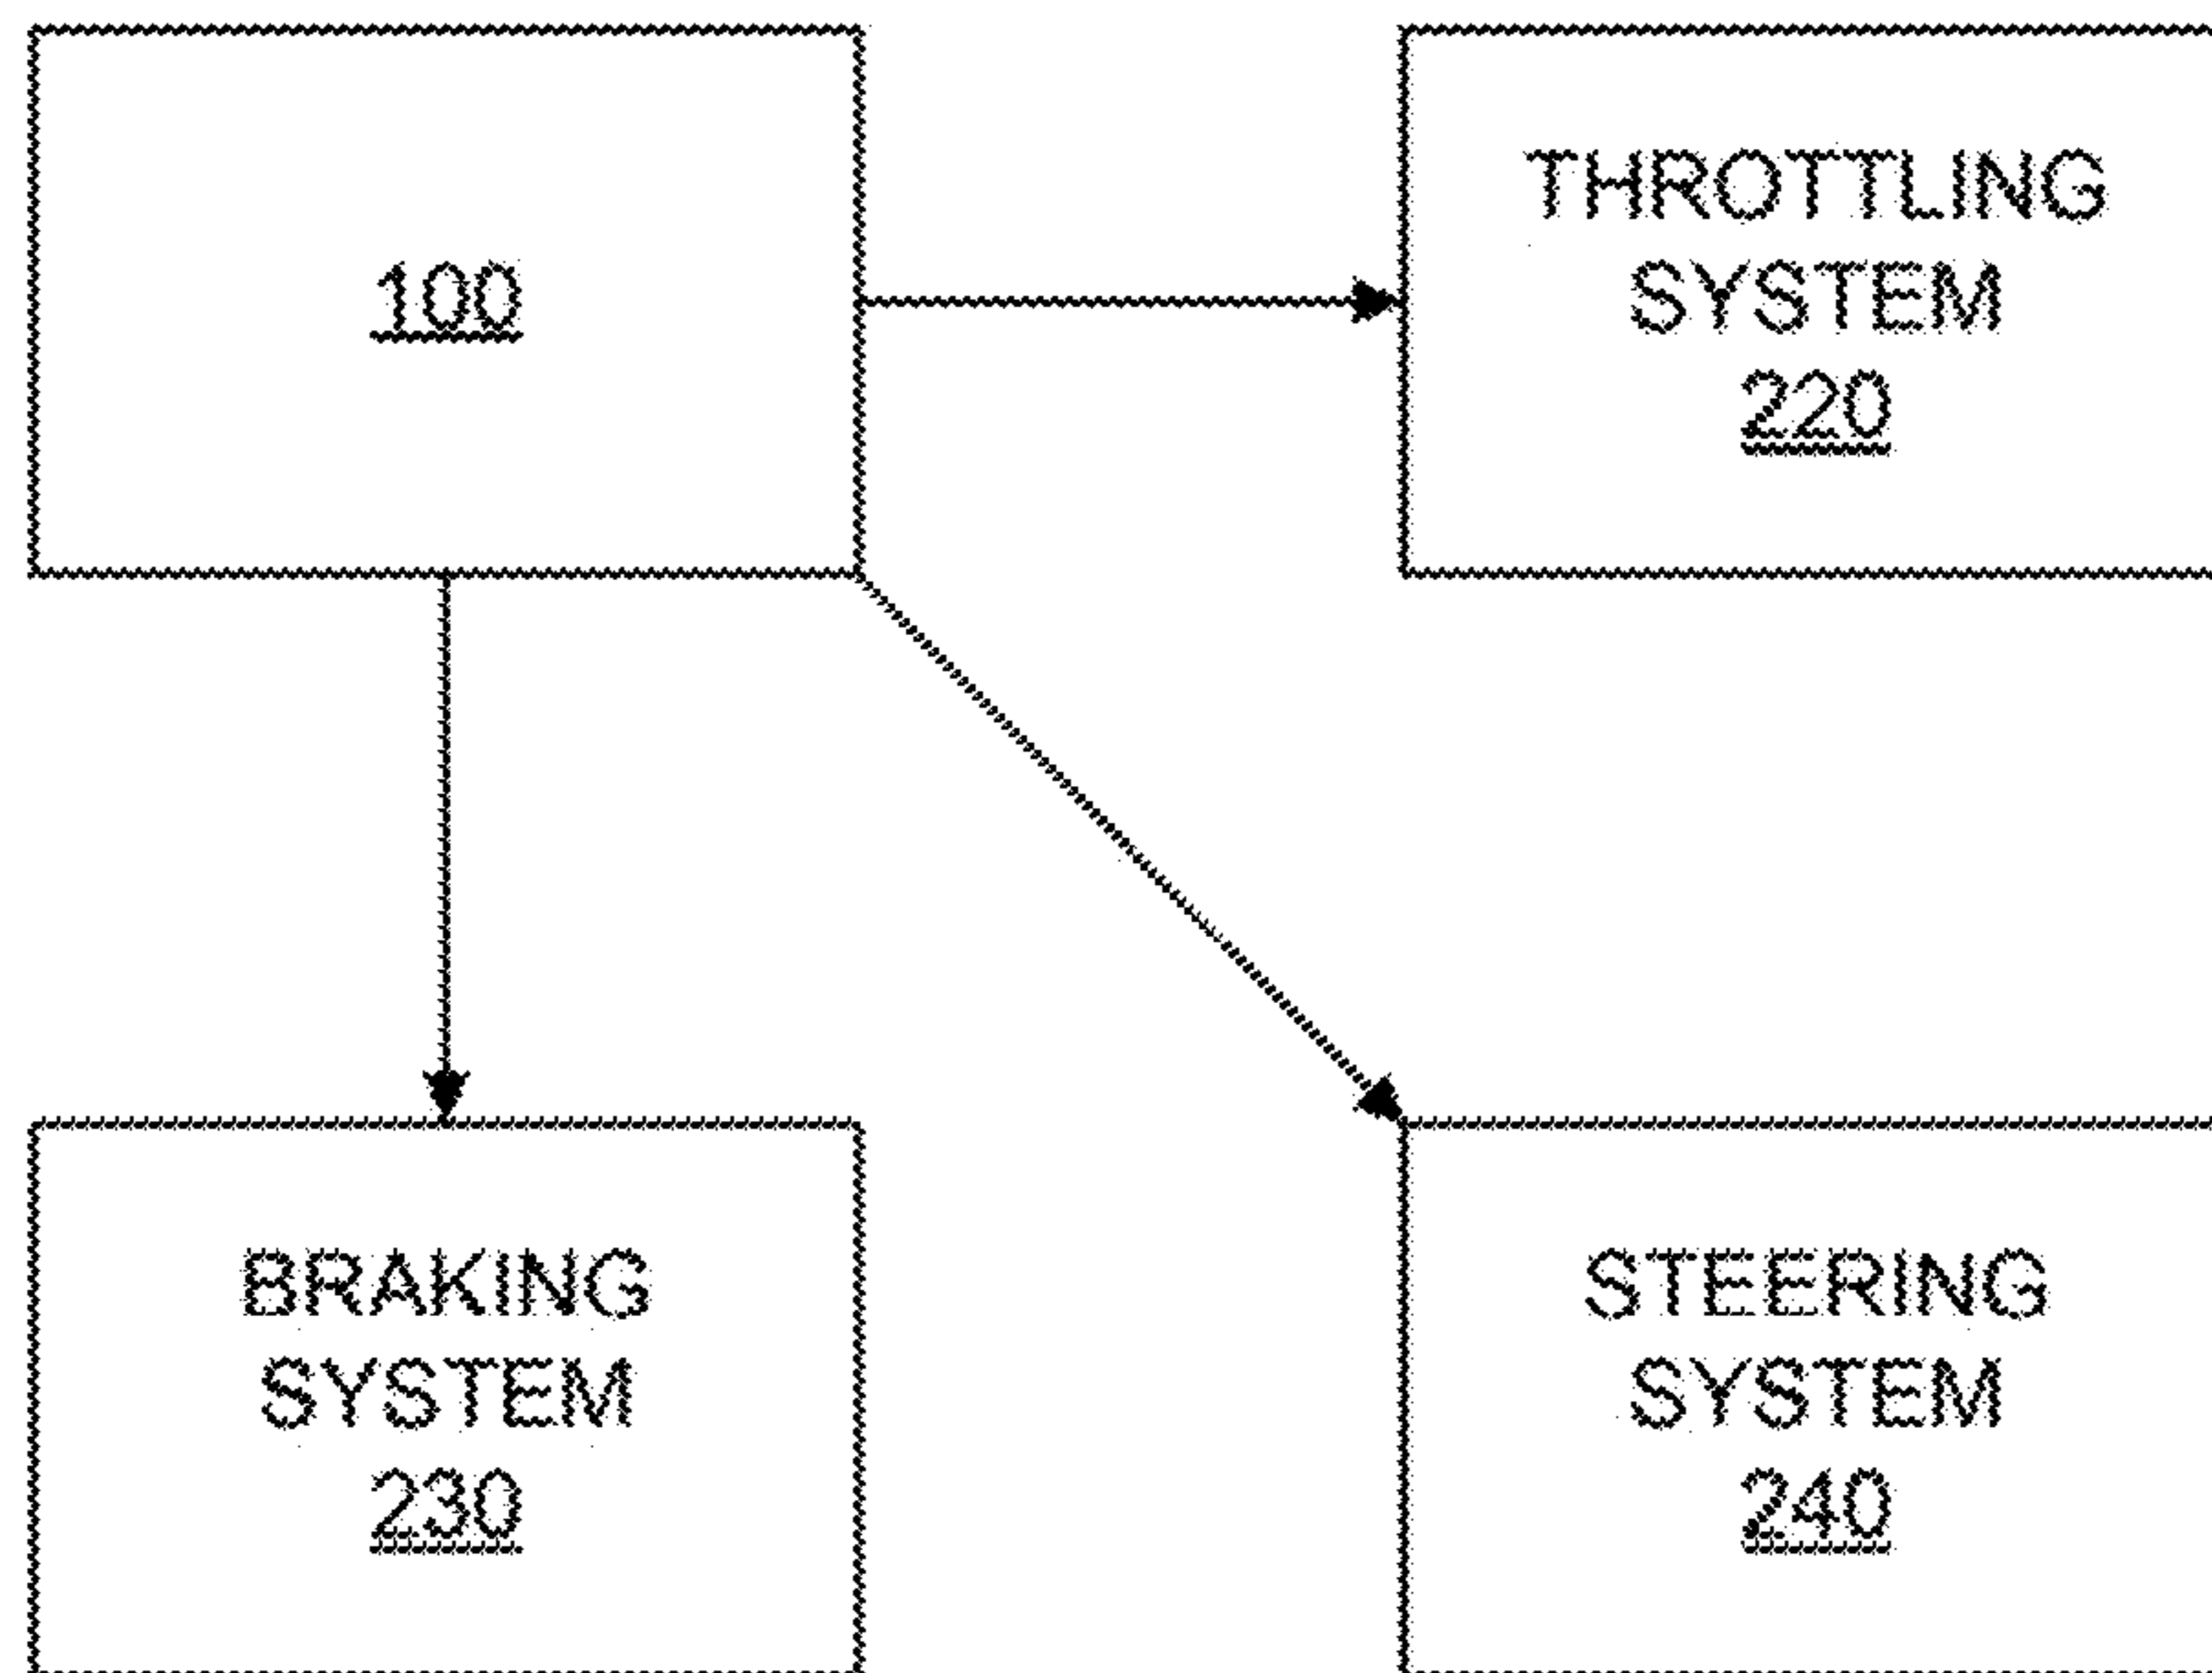 100
THROTTLING
SYSTEM
220
BRAKING
SYSTEM
230
STEERING
SYSTEM
240